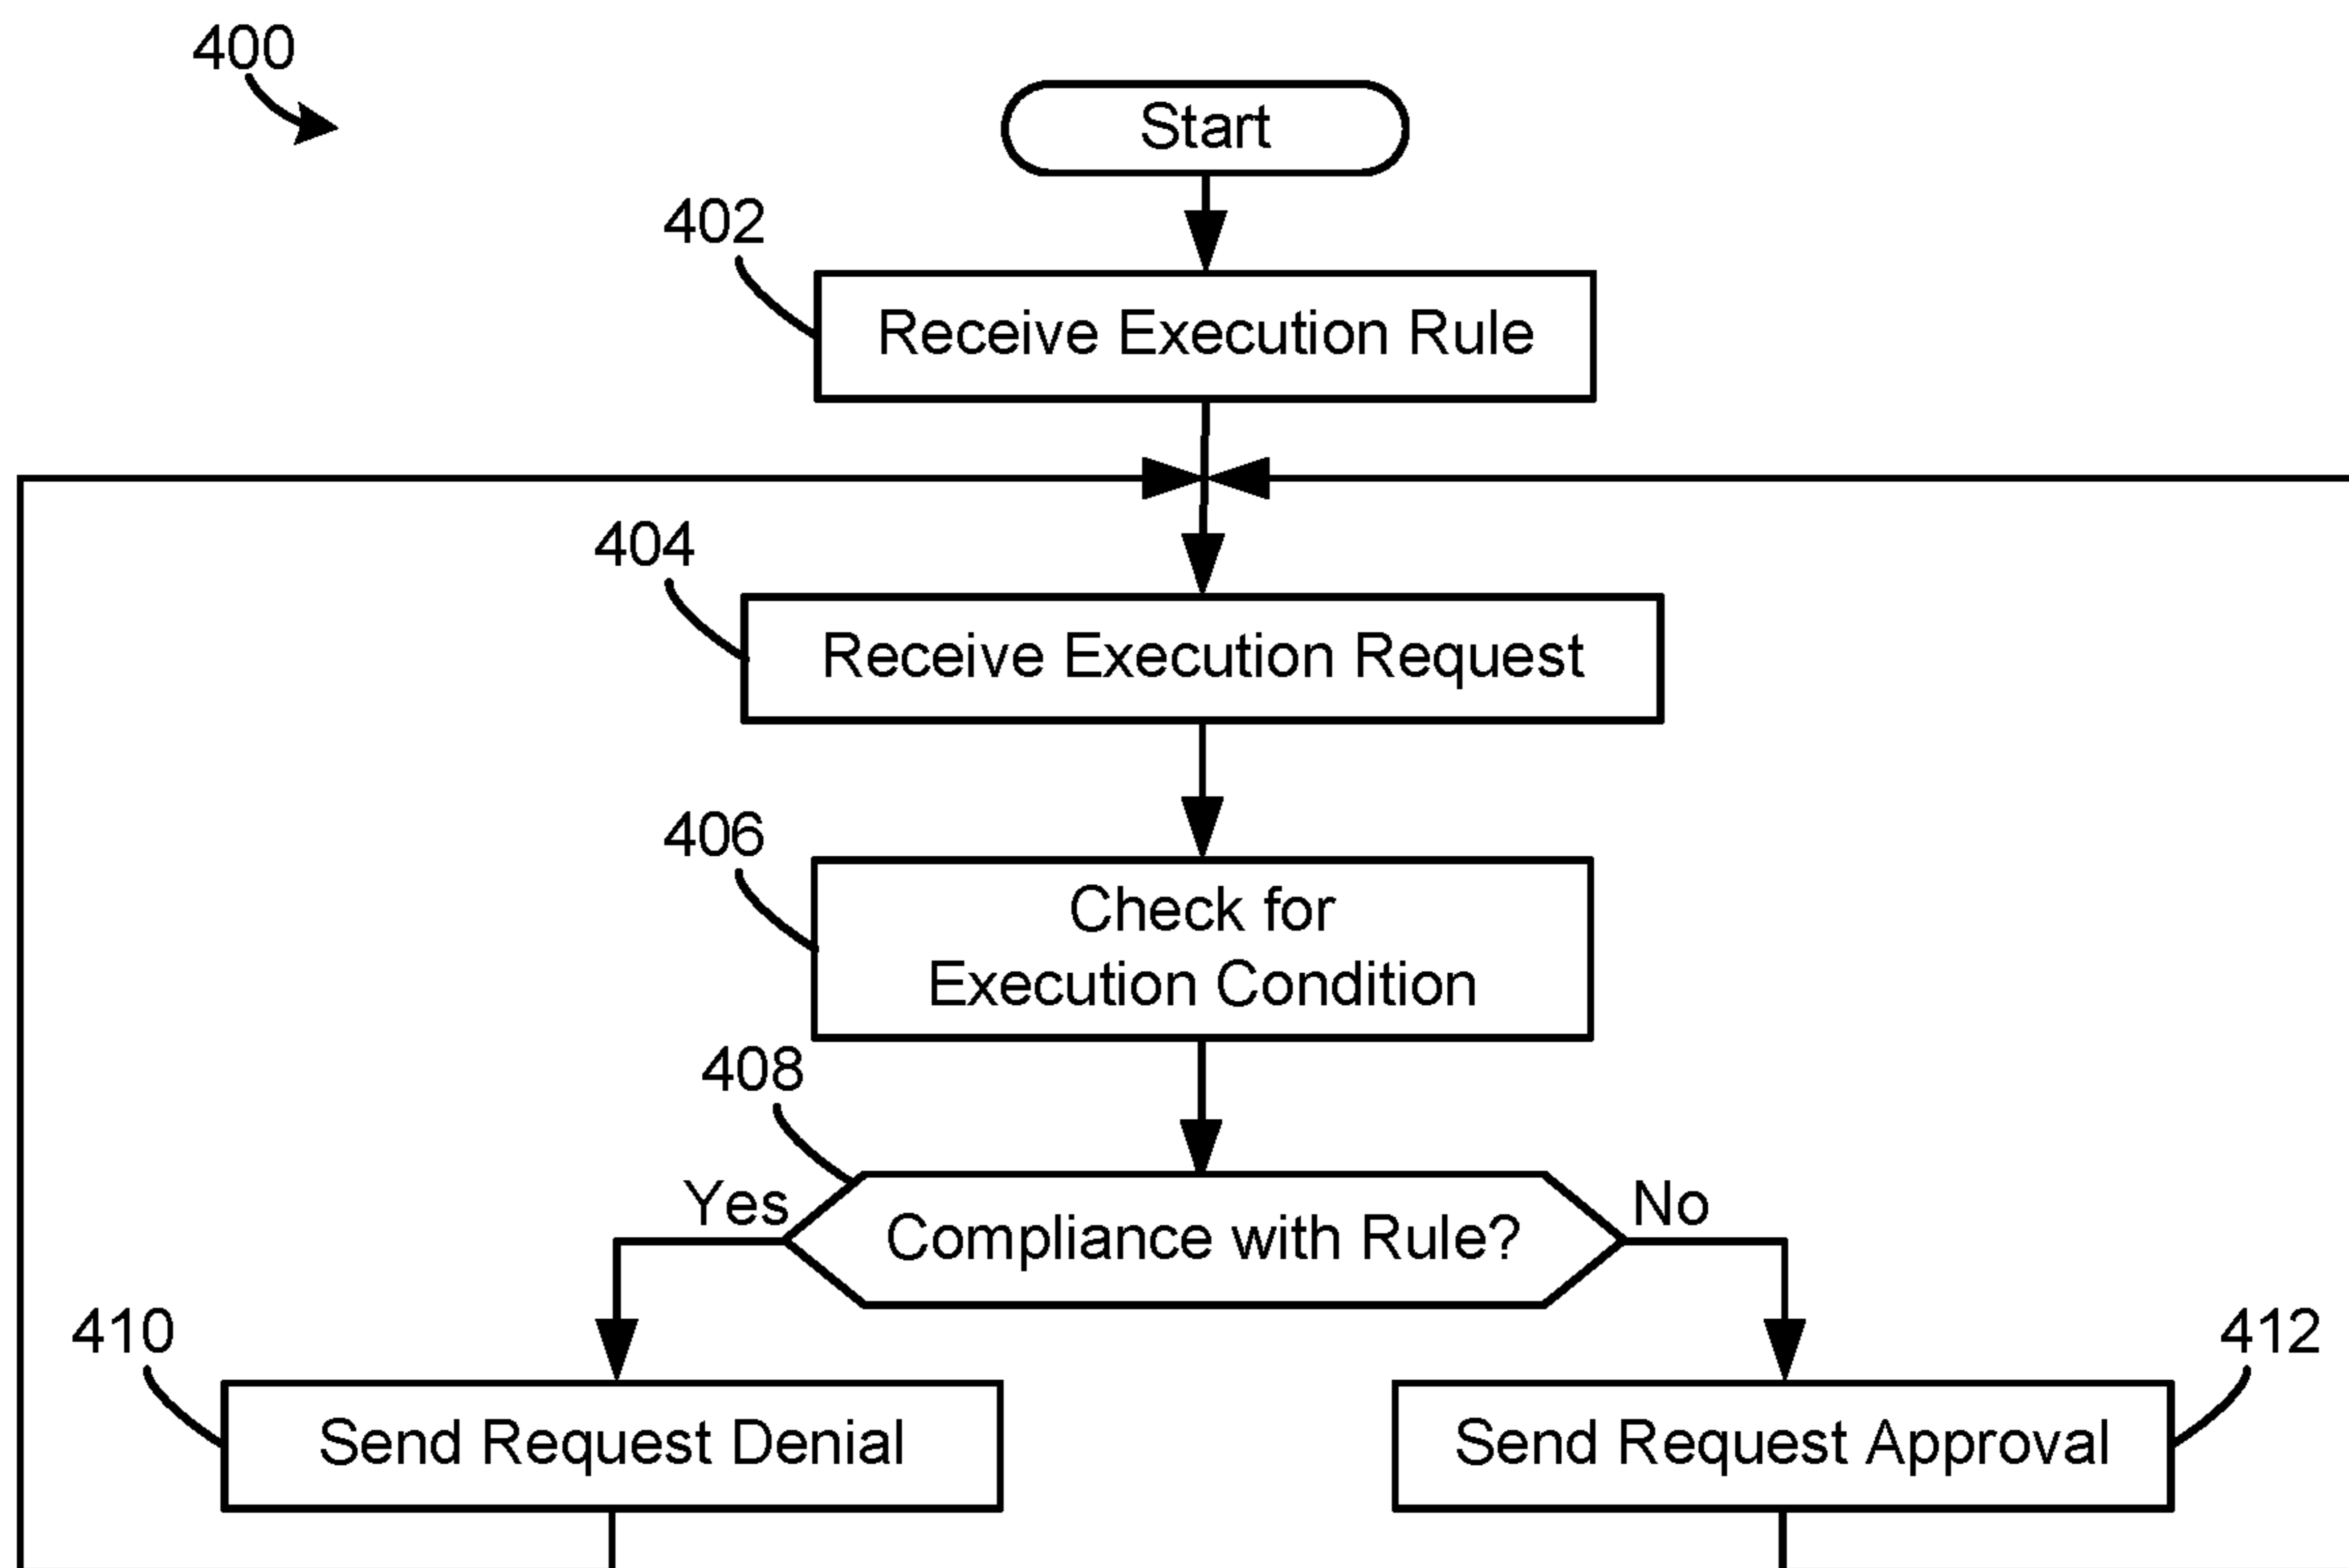 400
Start
402
Receive Execution Rule
404
Receive Execution Request
406
Check for
Execution Condition
408
Yes
Compliance with Rule?
No
410
412
Send Request Denial
Send Request Approval